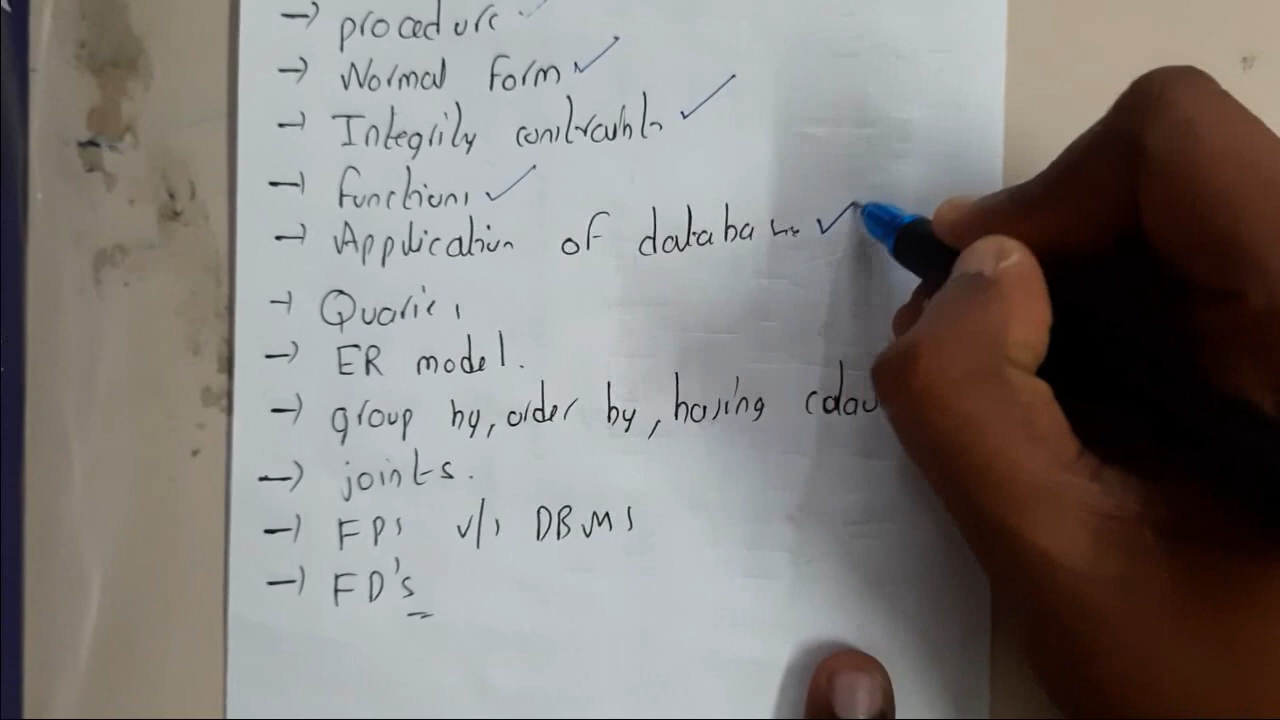 → procedure ✓
→ Normal Form ✓
→ Integrity constraints ✓
→ functions ✓
→ Application of database ✓
→ Quaries
→ ER model.
→ group by, order by, having
→ joints.
→ FPS v/s DBMS
→ FD's